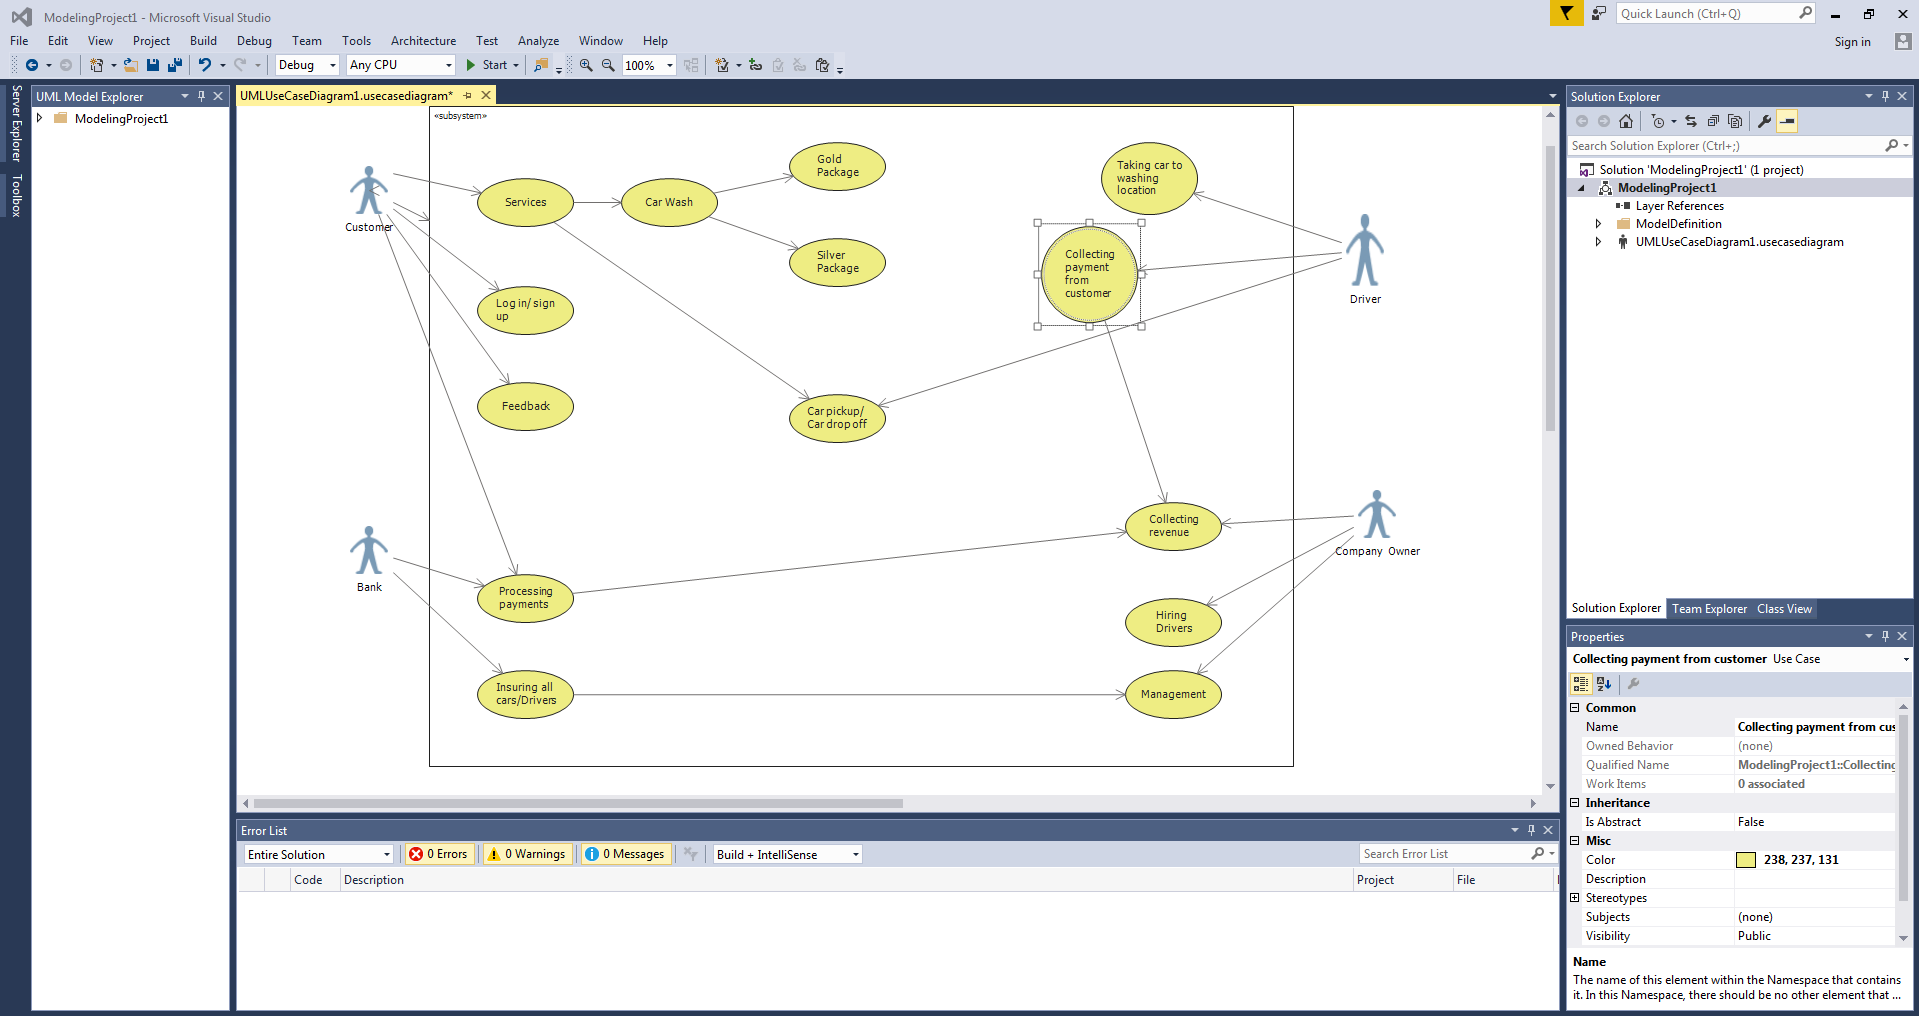 ModelingProject1 - Microsoft Visual Studio
Quick Launch (Ctrl+Q)
File Edit View Project Build Debug Team Tools Architecture Test Analyze Window Help
Sign in
Debug Any CPU Start 100%
Server Explorer
Toolbox
UML Model Explorer
ModelingProject1
UMLUseCaseDiagram1.usecasediagram*
«subsystem»
Customer
Services
Car Wash
Gold
Package
Silver
Package
Log in/ sign
up
Feedback
Car pickup/
Car drop off
Taking car to
washing
location
Collecting
payment
from
customer
Driver
Collecting
revenue
Company Owner
Bank
Processing
payments
Hiring
Drivers
Insuring all
cars/Drivers
Management
Error List
Entire Solution 0 Errors 0 Warnings 0 Messages Build + IntelliSense
Search Error List
Code Description Project File
Solution Explorer
Search Solution Explorer (Ctrl+;)
Solution 'ModelingProject1' (1 project)
ModelingProject1
Layer References
ModelDefinition
UMLUseCaseDiagram1.usecasediagram
Solution Explorer Team Explorer Class View
Properties
Collecting payment from customer Use Case
Common
Name Collecting payment from cus
Owned Behavior (none)
Qualified Name ModelingProject1::Collecting
Work Items 0 associated
Inheritance
Is Abstract False
Misc
Color 238, 237, 131
Description
Stereotypes
Subjects (none)
Visibility Public
Name
The name of this element within the Namespace that contains
it. In this Namespace, there should be no other element that ...